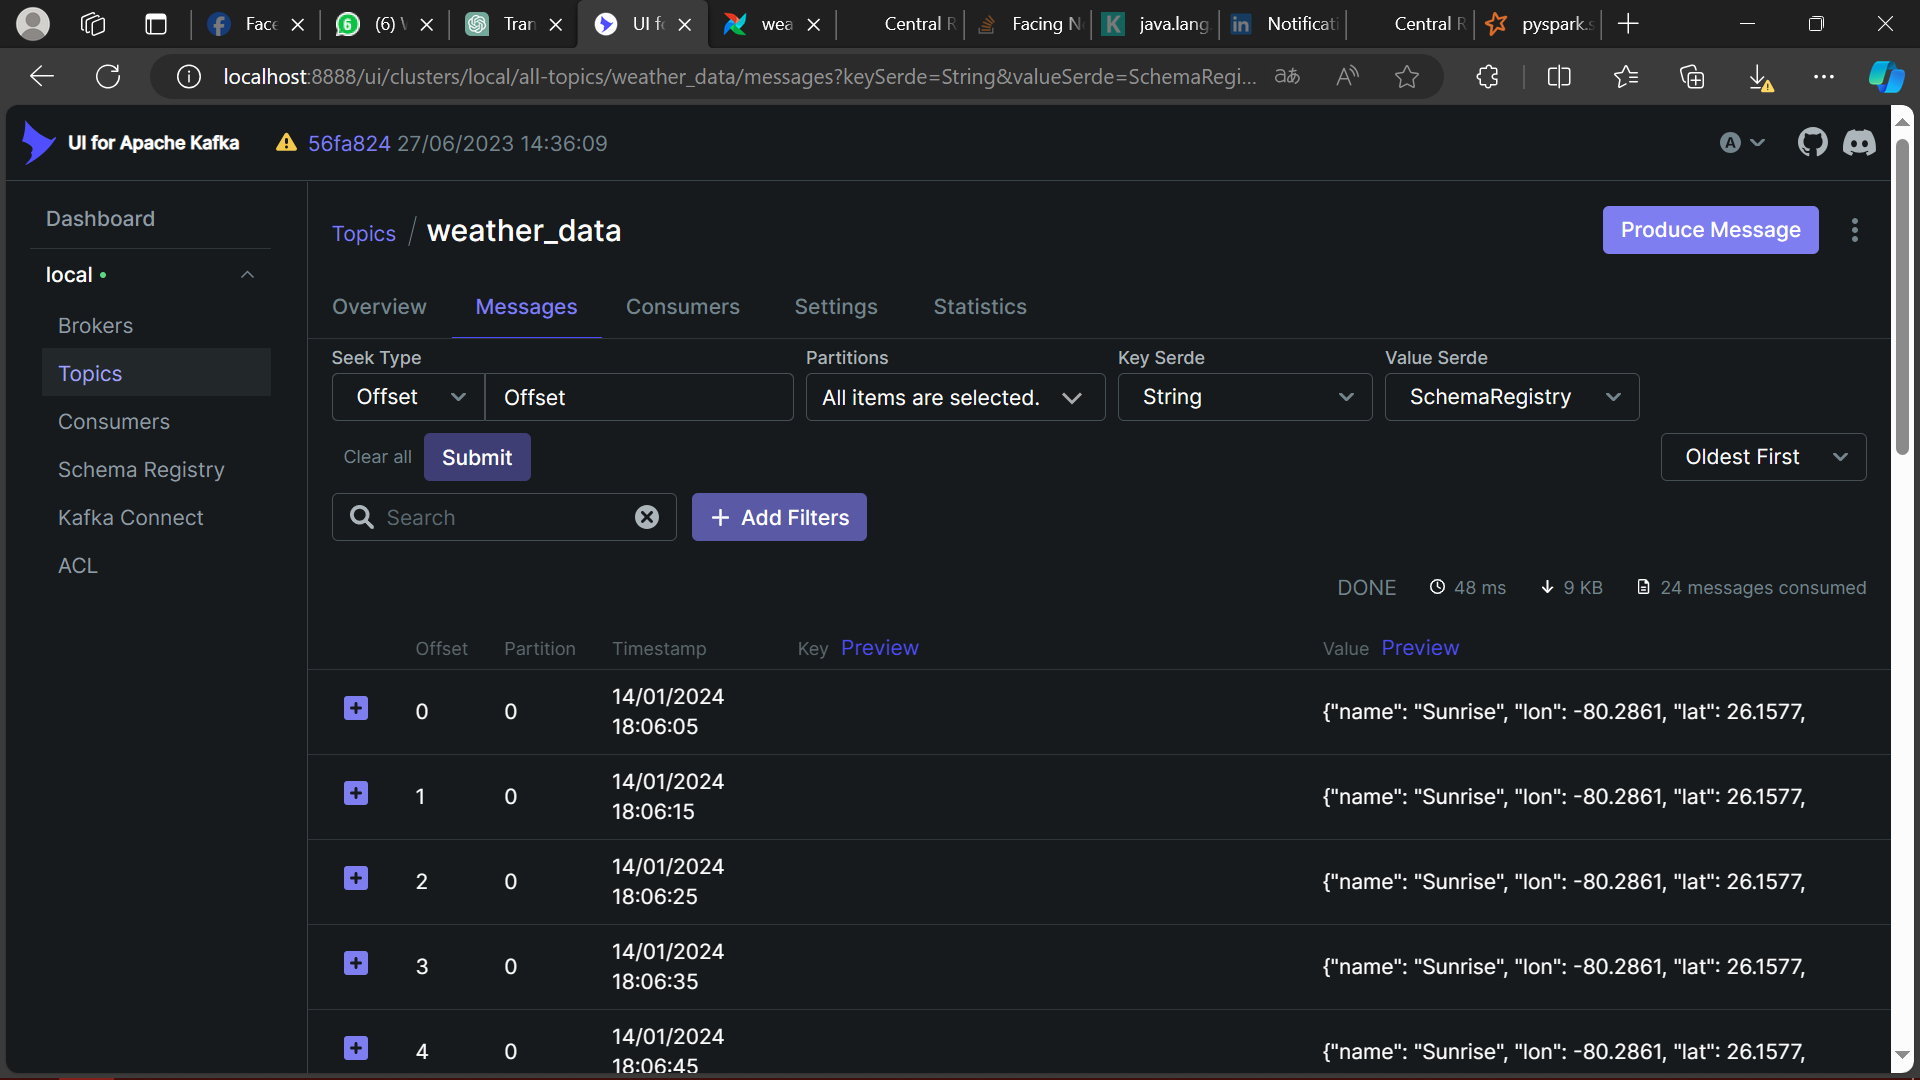 Face
(6)
Tran
UI f
wea
Central R
Facing N
java.lang.
Notificati
Central R
pyspark.s
localhost:8888/ui/clusters/local/all-topics/weather_data/messages?keySerde=String&valueSerde=SchemaRegi...
UI for Apache Kafka
56fa824 27/06/2023 14:36:09
A
Dashboard
local
Brokers
Topics
Consumers
Schema Registry
Kafka Connect
ACL
Topics / weather_data
Produce Message
Overview Messages Consumers Settings Statistics
Seek Type Partitions Key Serde Value Serde
Offset Offset All items are selected. String SchemaRegistry
Clear all Submit Oldest First
Search Add Filters
DONE 48 ms 9 KB 24 messages consumed
Offset Partition Timestamp Key Preview Value Preview
0 0 14/01/2024 18:06:05 {"name": "Sunrise", "lon": -80.2861, "lat": 26.1577,
1 0 14/01/2024 18:06:15 {"name": "Sunrise", "lon": -80.2861, "lat": 26.1577,
2 0 14/01/2024 18:06:25 {"name": "Sunrise", "lon": -80.2861, "lat": 26.1577,
3 0 14/01/2024 18:06:35 {"name": "Sunrise", "lon": -80.2861, "lat": 26.1577,
4 0 14/01/2024 18:06:45 {"name": "Sunrise", "lon": -80.2861, "lat": 26.1577,